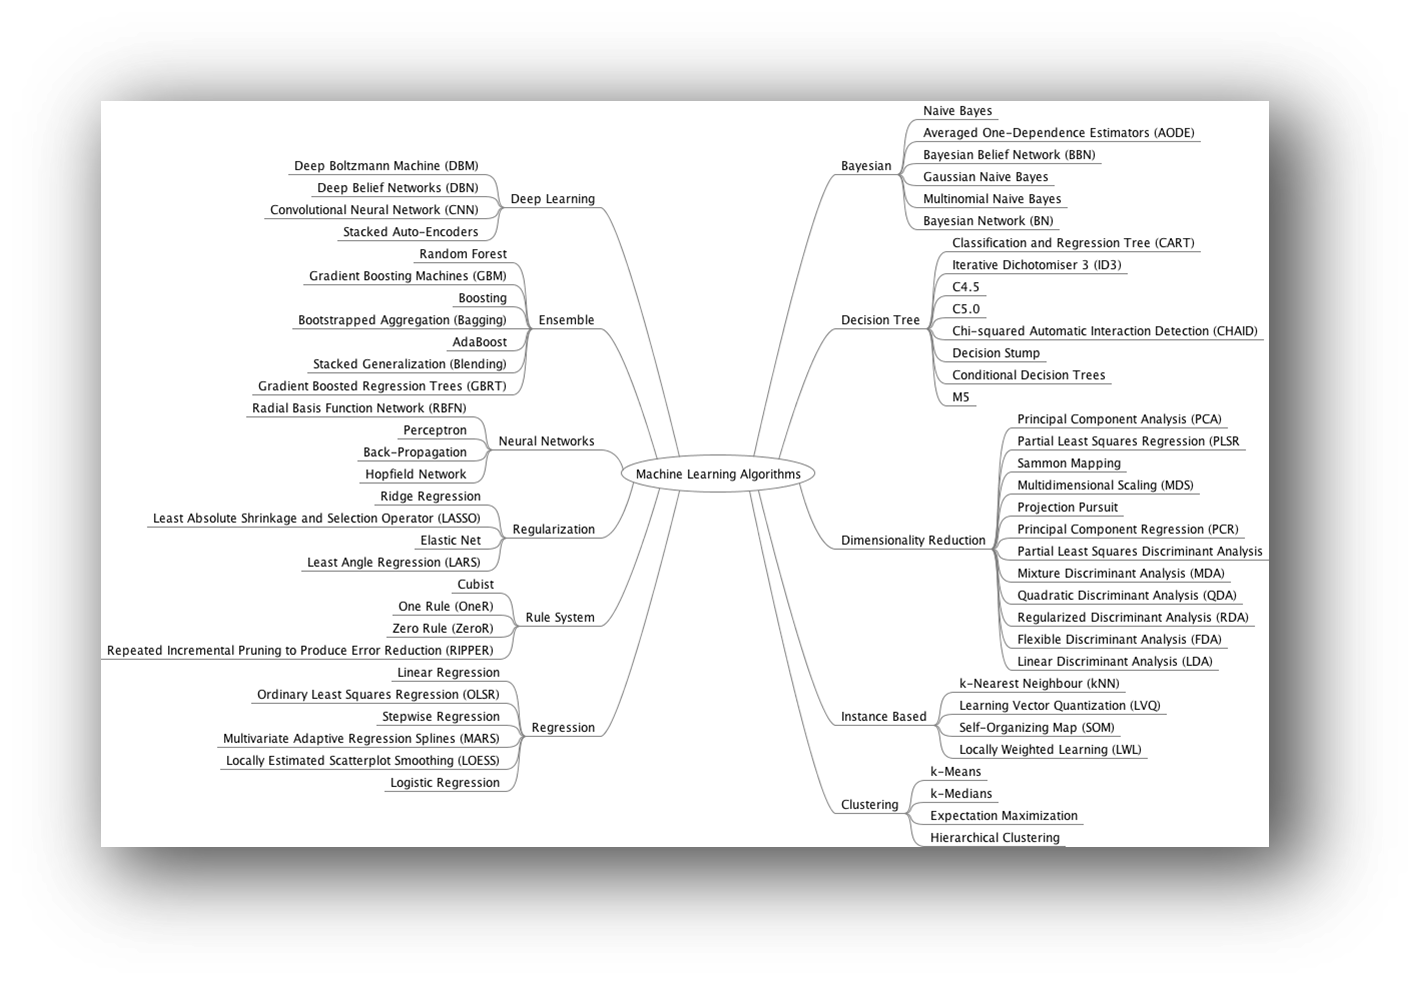 Machine Learning Algorithms
Deep Learning
Deep Boltzmann Machine (DBM)
Deep Belief Networks (DBN)
Convolutional Neural Network (CNN)
Stacked Auto-Encoders
Ensemble
Random Forest
Gradient Boosting Machines (GBM)
Boosting
Bootstrapped Aggregation (Bagging)
AdaBoost
Stacked Generalization (Blending)
Gradient Boosted Regression Trees (GBRT)
Neural Networks
Radial Basis Function Network (RBFN)
Perceptron
Back-Propagation
Hopfield Network
Regularization
Ridge Regression
Least Absolute Shrinkage and Selection Operator (LASSO)
Elastic Net
Least Angle Regression (LARS)
Rule System
Cubist
One Rule (OneR)
Zero Rule (ZeroR)
Repeated Incremental Pruning to Produce Error Reduction (RIPPER)
Regression
Linear Regression
Ordinary Least Squares Regression (OLSR)
Stepwise Regression
Multivariate Adaptive Regression Splines (MARS)
Locally Estimated Scatterplot Smoothing (LOESS)
Logistic Regression
Bayesian
Naive Bayes
Averaged One-Dependence Estimators (AODE)
Bayesian Belief Network (BBN)
Gaussian Naive Bayes
Multinomial Naive Bayes
Bayesian Network (BN)
Decision Tree
Classification and Regression Tree (CART)
Iterative Dichotomiser 3 (ID3)
C4.5
C5.0
Chi-squared Automatic Interaction Detection (CHAID)
Decision Stump
Conditional Decision Trees
M5
Dimensionality Reduction
Principal Component Analysis (PCA)
Partial Least Squares Regression (PLSR
Sammon Mapping
Multidimensional Scaling (MDS)
Projection Pursuit
Principal Component Regression (PCR)
Partial Least Squares Discriminant Analysis
Mixture Discriminant Analysis (MDA)
Quadratic Discriminant Analysis (QDA)
Regularized Discriminant Analysis (RDA)
Flexible Discriminant Analysis (FDA)
Linear Discriminant Analysis (LDA)
Instance Based
k-Nearest Neighbour (kNN)
Learning Vector Quantization (LVQ)
Self-Organizing Map (SOM)
Locally Weighted Learning (LWL)
Clustering
k-Means
k-Medians
Expectation Maximization
Hierarchical Clustering